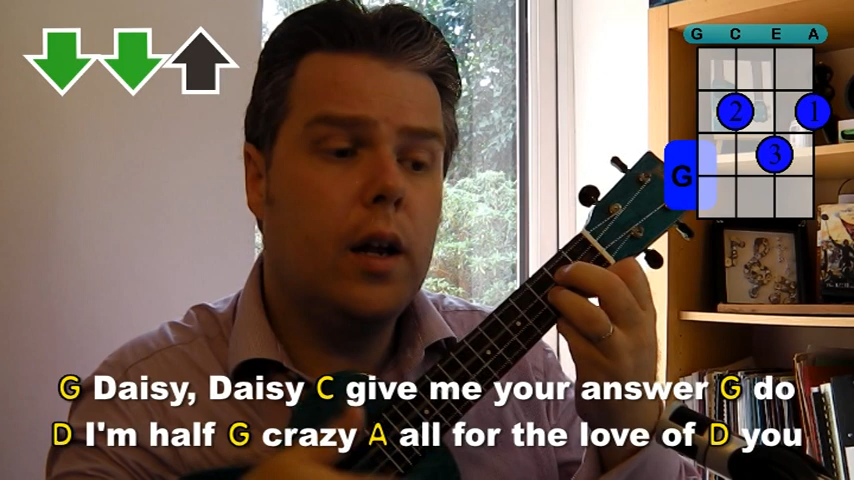 G C E A
2 1
3
G
G Daisy, Daisy C give me your answer G do
D I'm half G crazy A all for the love of D you